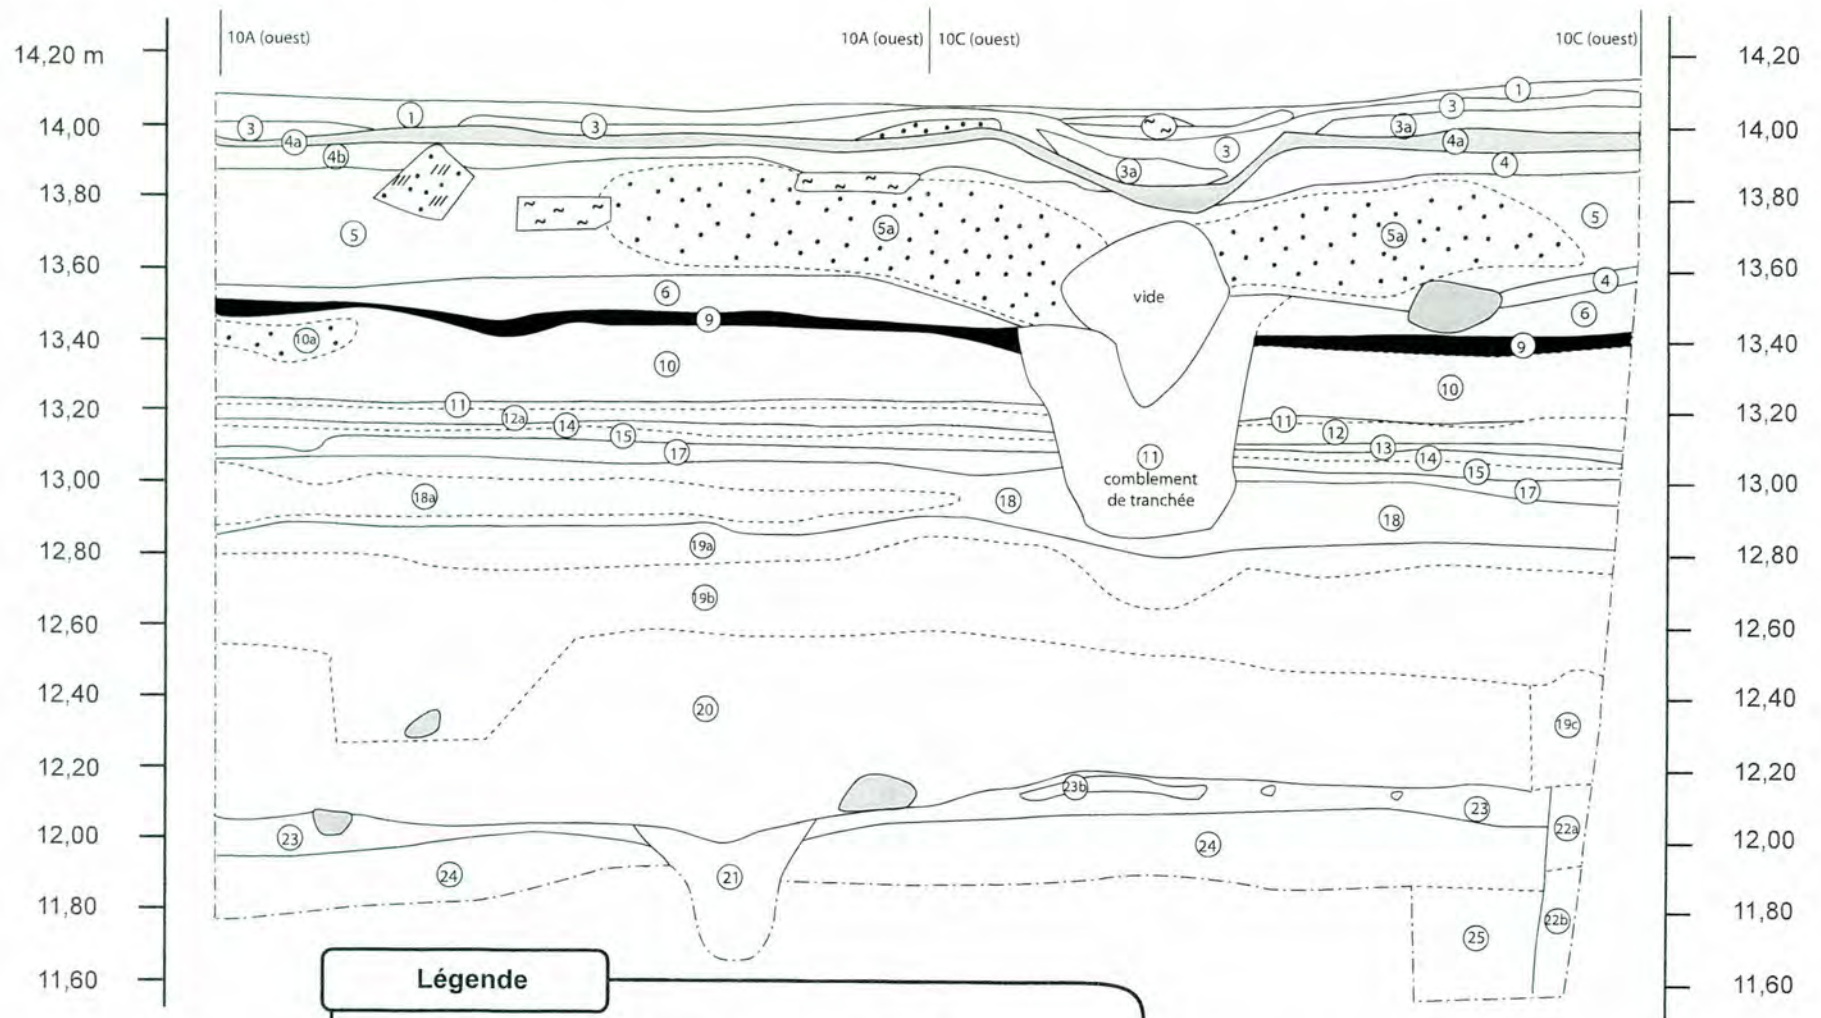 10A (ouest)
10A (ouest)
10C (ouest)
10C (ouest)
14,20 m
14,20
1
1
3
3
3
3a
3
14,00
14,00
4a
4a
4b
3
4
3a
13,80
13,80
5
5a
5a
5
13,60
13,60
6
vide
4
6
9
9
13,40
13,40
10a
10
10
13,20
13,20
11
12a
14
15
17
11
12
13
14
15
17
13,00
13,00
11
comblement
de tranchée
18a
18
18
12,80
12,80
19a
19b
12,60
12,60
12,40
12,40
20
19c
12,20
12,20
23b
23
12,00
12,00
23
24
22a
24
21
11,80
11,80
25
22b
11,60
11,60
Légende